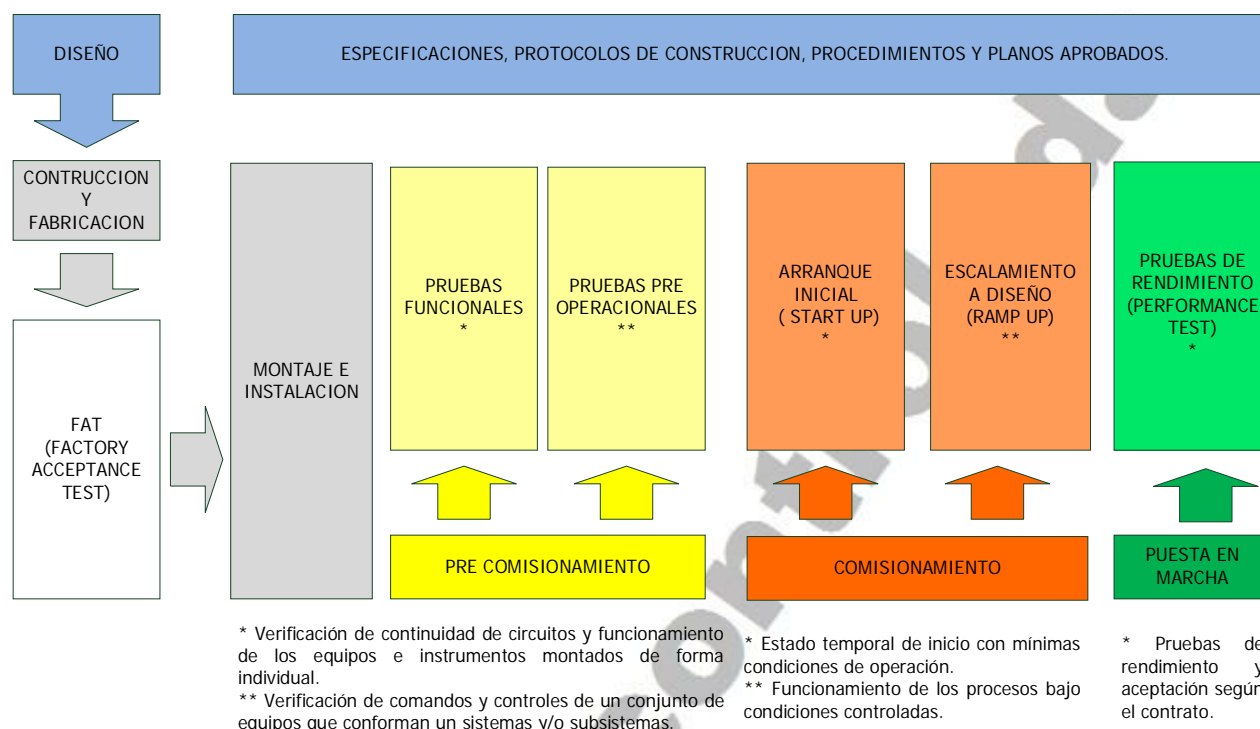 DISEÑO
ESPECIFICACIONES, PROTOCOLOS DE CONSTRUCCION, PROCEDIMIENTOS Y PLANOS APROBADOS.
CONTRUCCION
Y
FABRICACION
FAT
(FACTORY
ACCEPTANCE
TEST)
MONTAJE E
INSTALACION
PRUEBAS
FUNCIONALES
*
PRUEBAS PRE
OPERACIONALES
**
ARRANQUE
INICIAL
( START UP)
*
ESCALAMIENTO
A DISEÑO
(RAMP UP)
**
PRUEBAS DE
RENDIMIENTO
(PERFORMANCE
TEST)
*
PRE COMISIONAMIENTO
COMISIONAMIENTO
PUESTA EN
MARCHA
* Verificación de continuidad de circuitos y funcionamiento
de los equipos e instrumentos montados de forma
individual.
** Verificación de comandos y controles de un conjunto de
equipos que conforman un sistemas y/o subsistemas.
* Estado temporal de inicio con mínimas
condiciones de operación.
** Funcionamiento de los procesos bajo
condiciones controladas.
* Pruebas de
rendimiento y
aceptación según
el contrato.